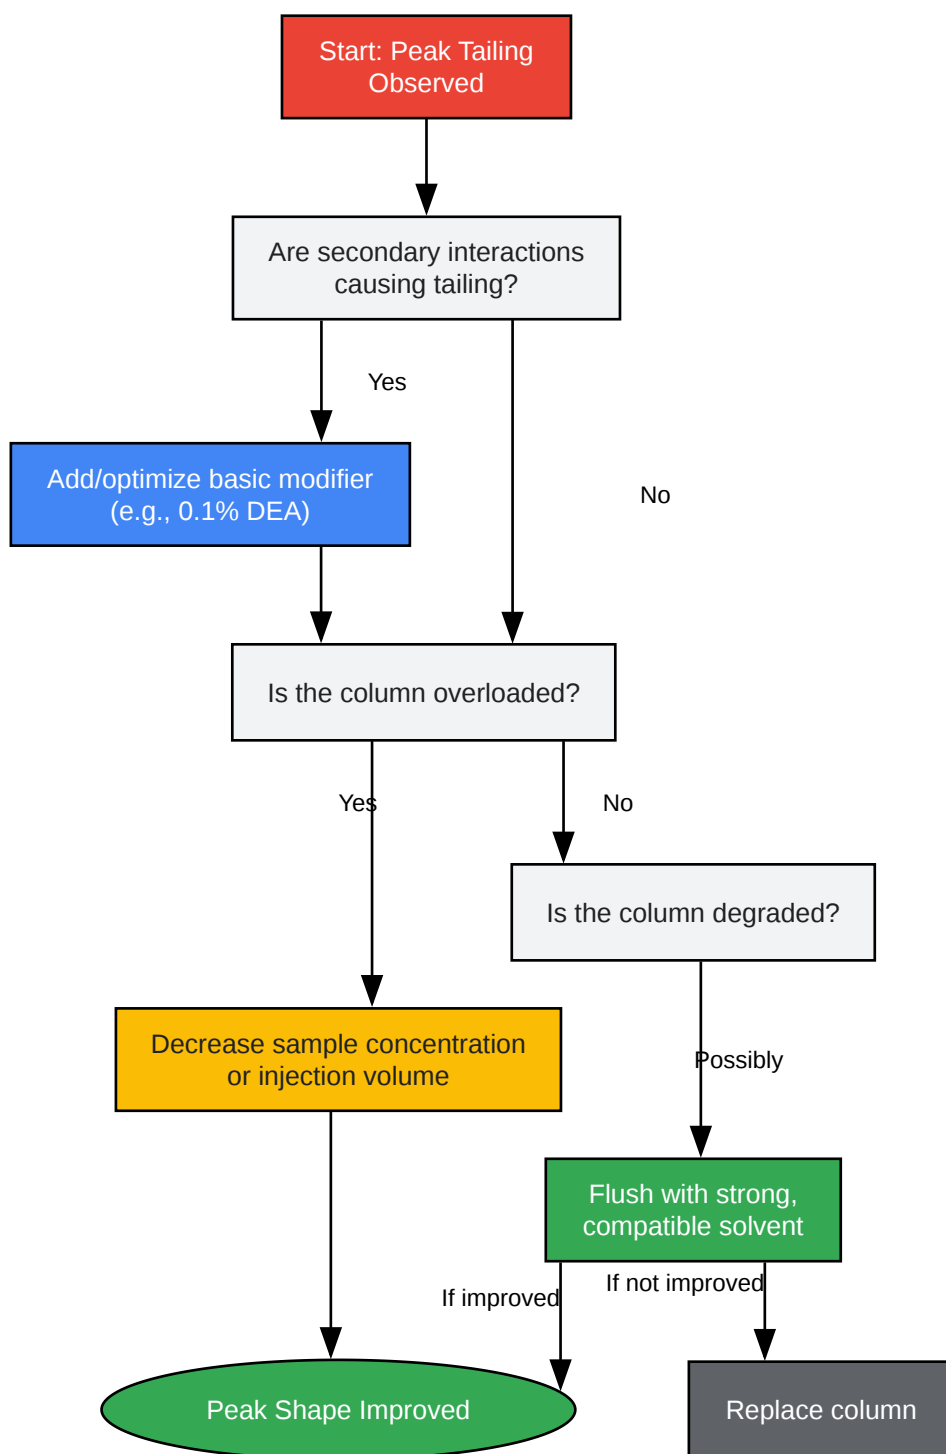 Start: Peak Tailing
Observed
Are secondary interactions
causing tailing?
Yes
Add/optimize basic modifier
(e.g., 0.1% DEA)
No
Is the column overloaded?
Yes
No
Is the column degraded?
Decrease sample concentration
or injection volume
Possibly
Flush with strong,
compatible solvent
If improved
If not improved
Peak Shape Improved
Replace column